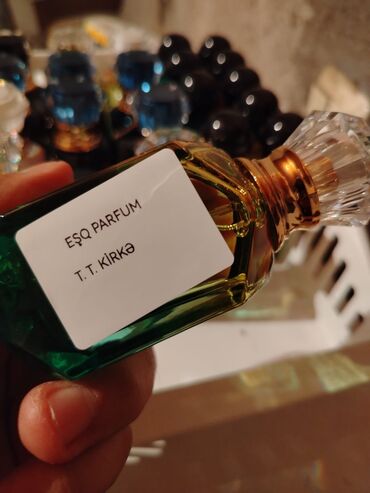 EŞQ PARFUM
T. T. KİRKƏ